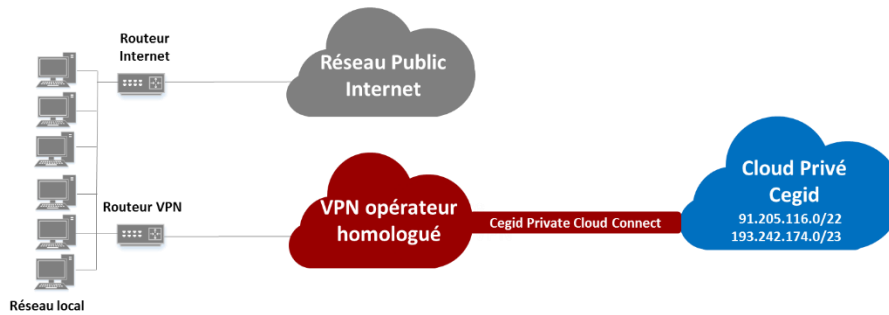 Routeur
Internet
Réseau Public
Internet
Routeur VPN
VPN opérateur
homologué
Cegid Private Cloud Connect
Cloud Privé
Cegid
91.205.116.0/22
193.242.174.0/23
Réseau local